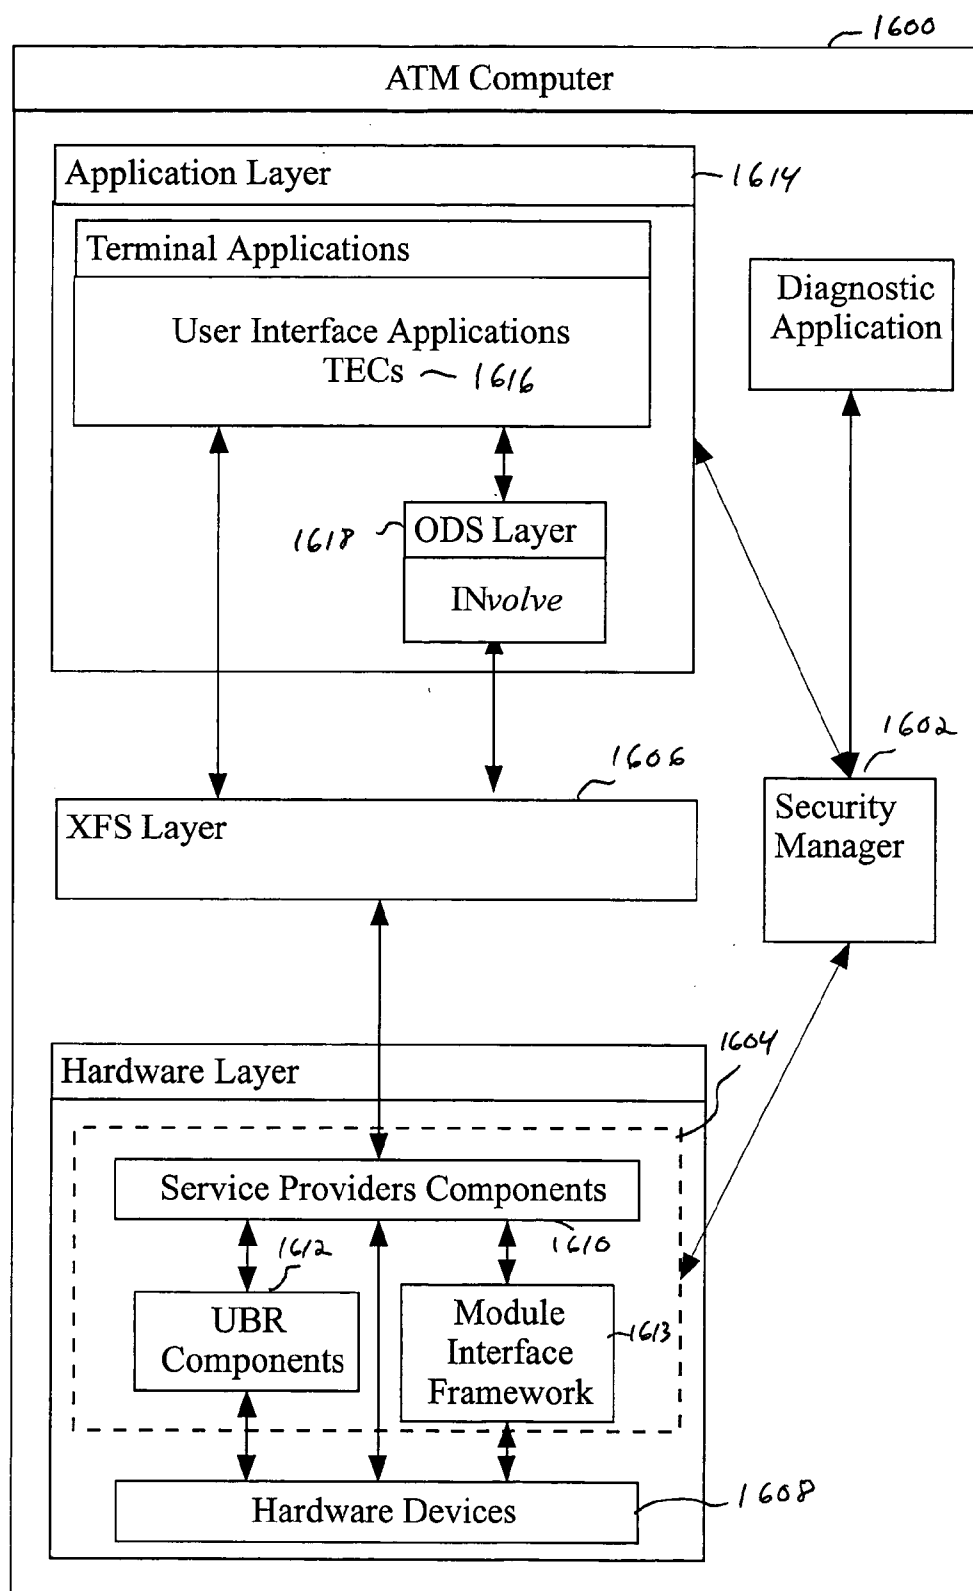 1600
ATM Computer
Application Layer
1614
Terminal Applications
User Interface Applications
TECs
1616
Diagnostic
Application
1618
ODS Layer
INvolve
1606
1602
XFS Layer
Security
Manager
1604
Hardware Layer
Service Providers Components
1610
1612
UBR
Components
Module
Interface
Framework
1613
Hardware Devices
1608